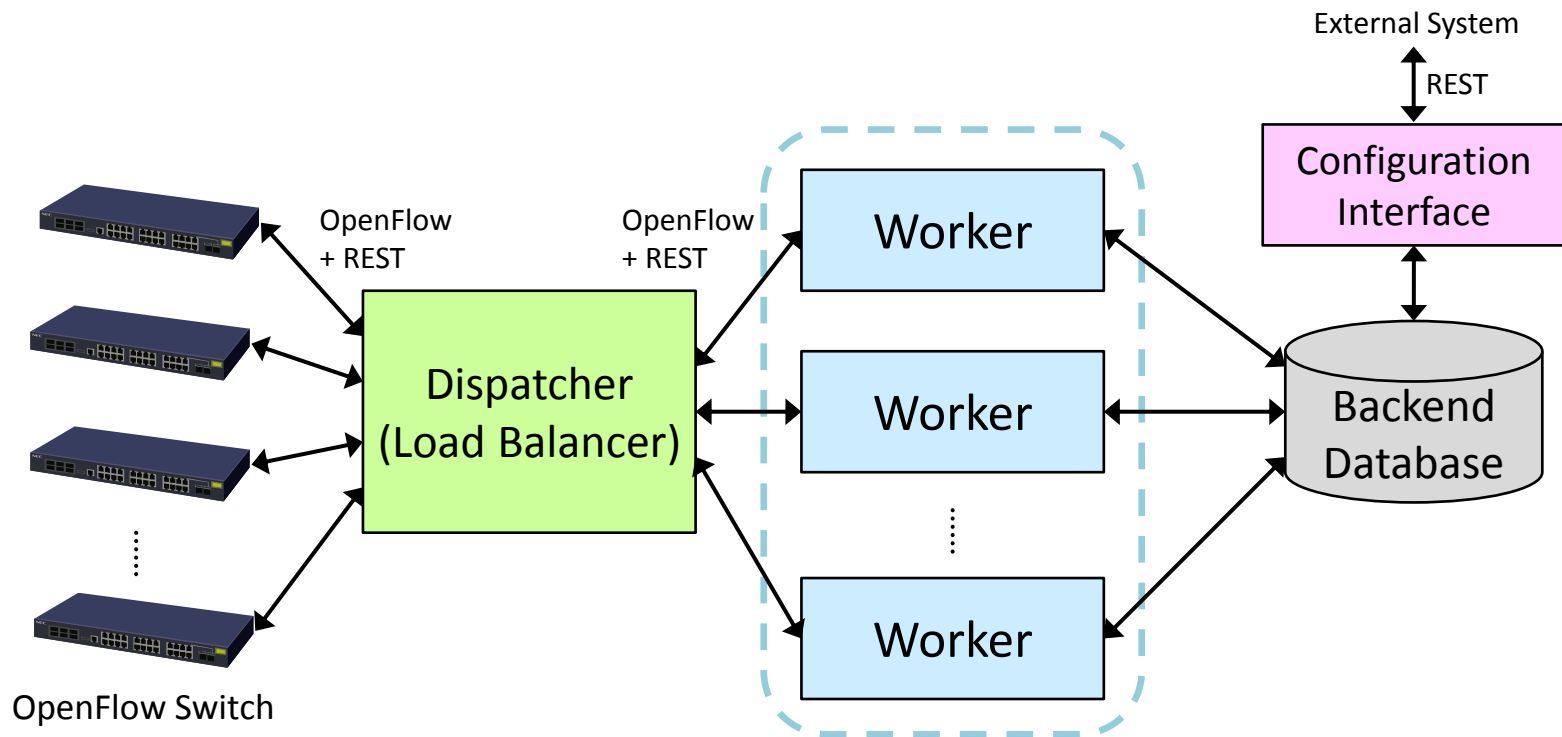 External System
REST
Configuration
Interface
OpenFlow
+ REST
OpenFlow
+ REST
Worker
Dispatcher
(Load Balancer)
Worker
Backend
Database
Worker
OpenFlow Switch